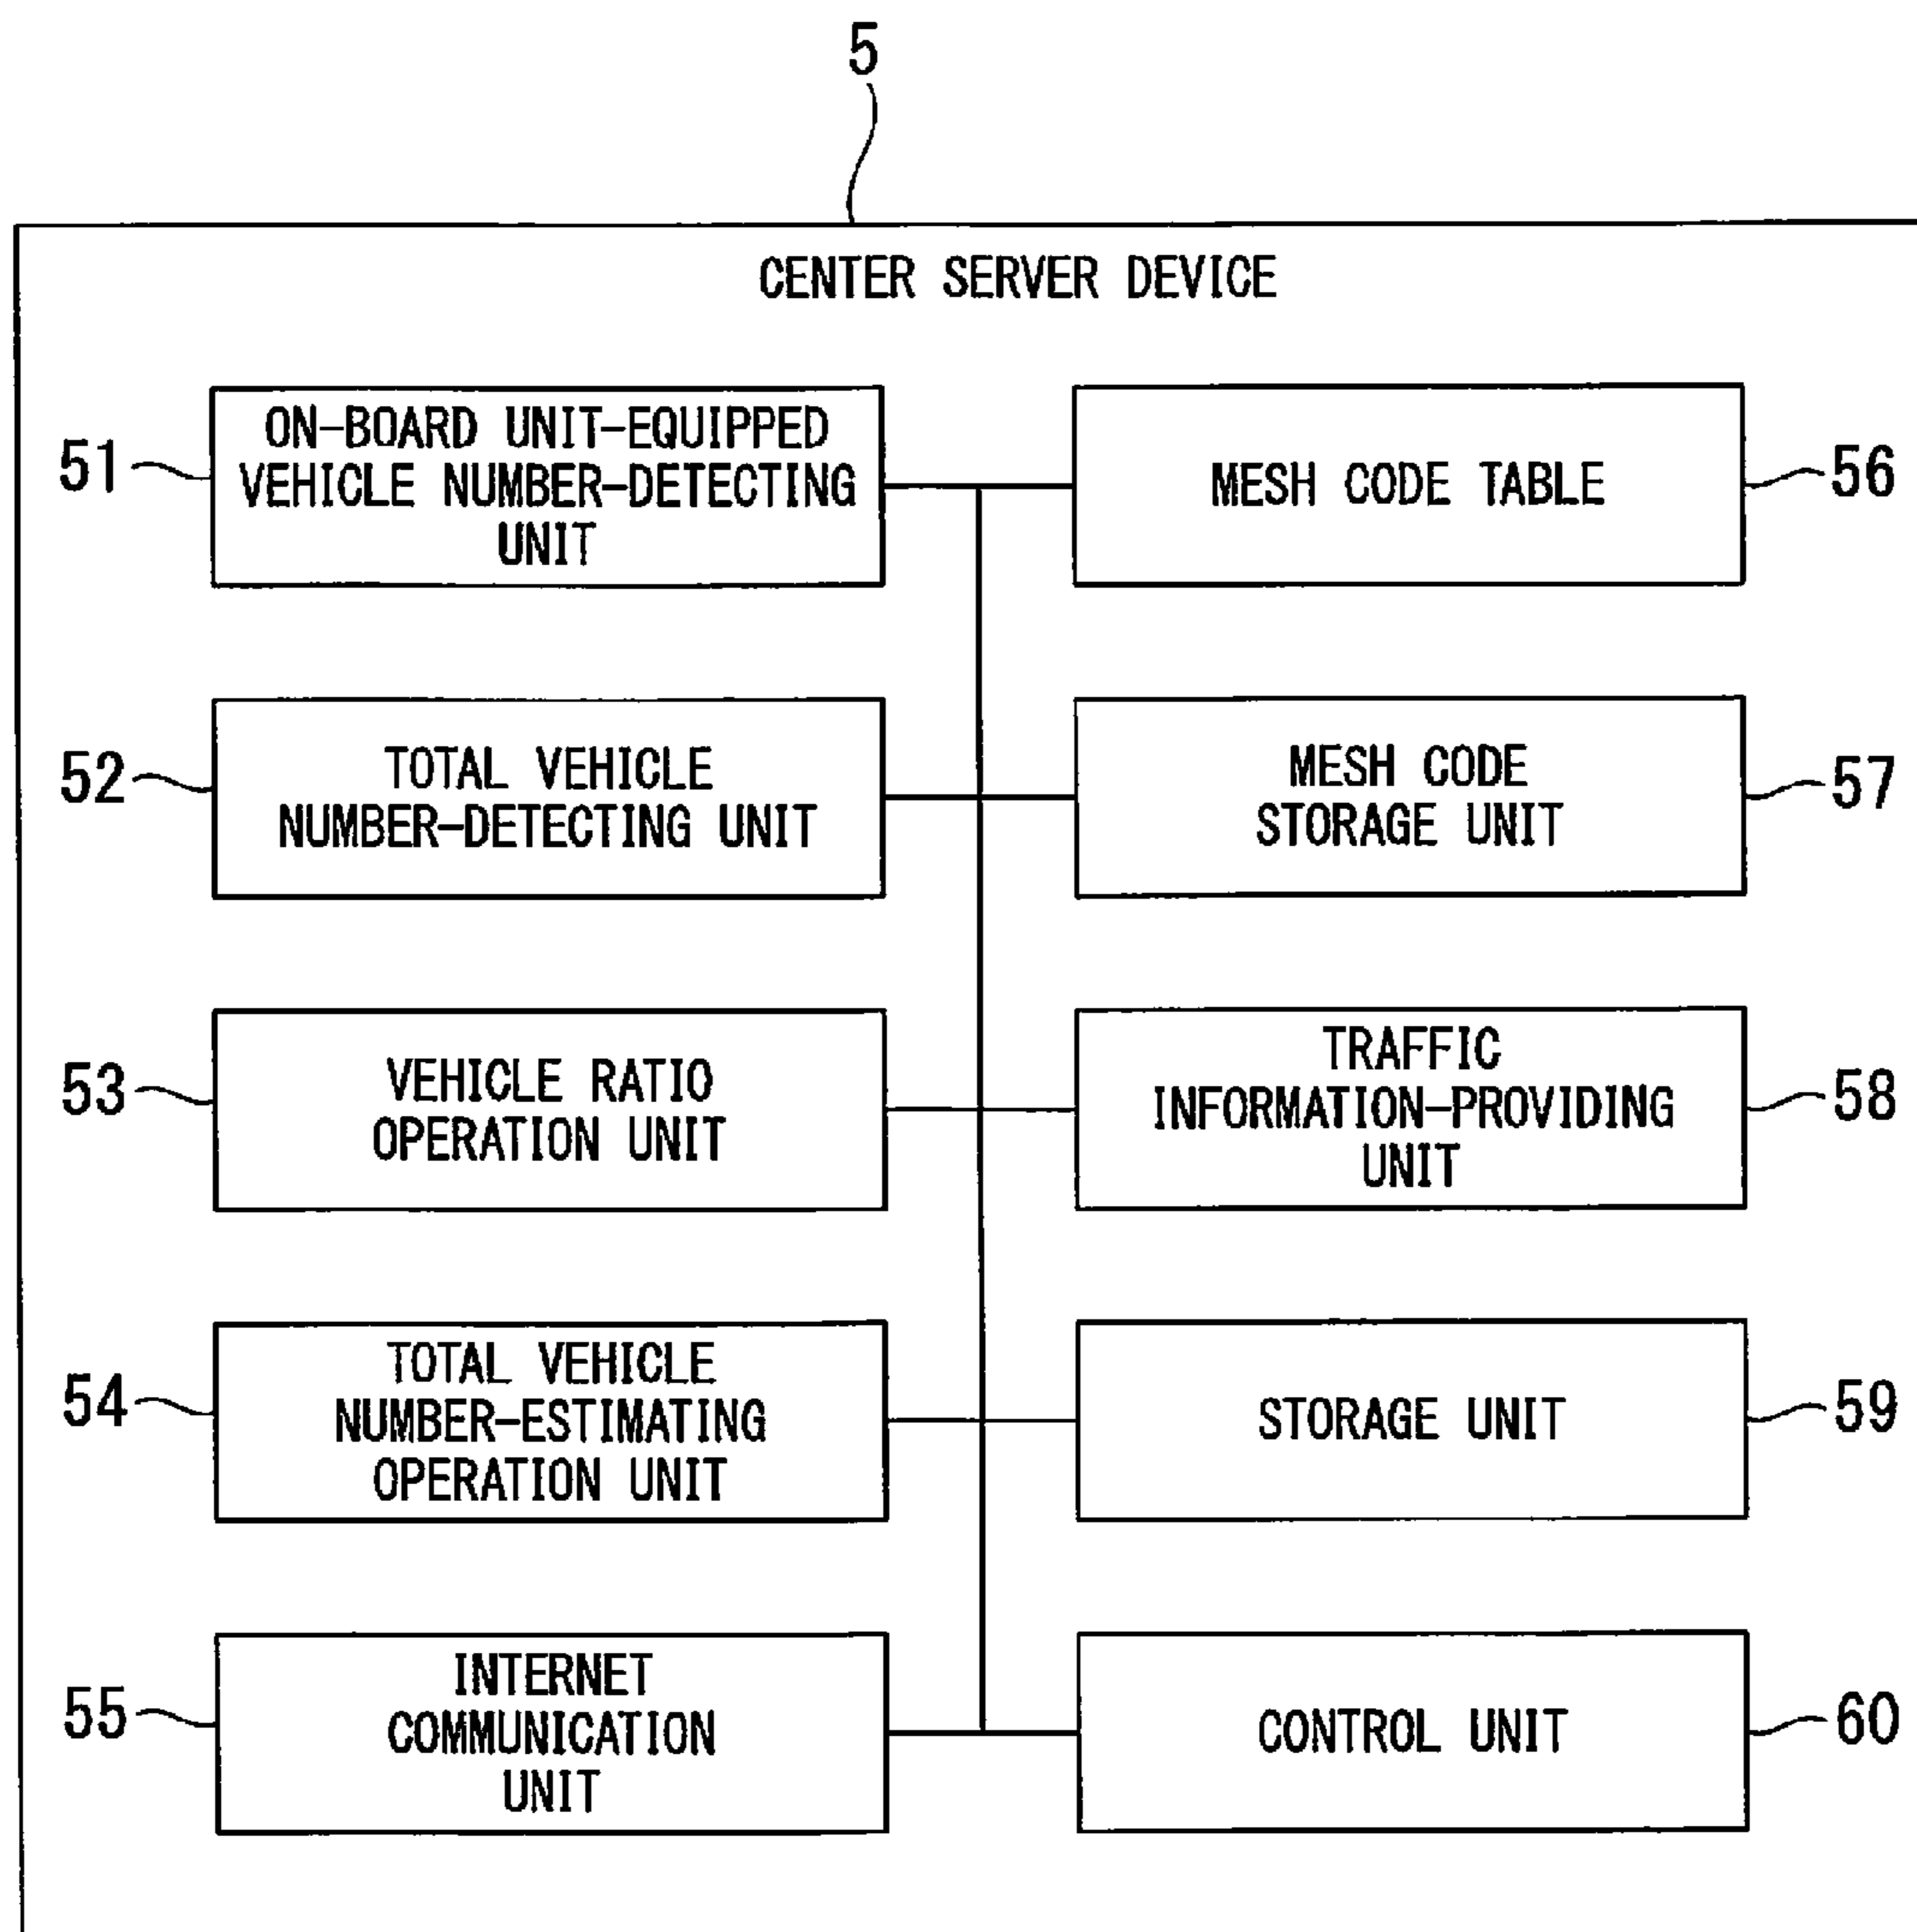 5
CENTER SERVER DEVICE
51
ON-BOARD UNIT-EQUIPPED
VEHICLE NUMBER-DETECTING
UNIT
MESH CODE TABLE
56
52
TOTAL VEHICLE
NUMBER-DETECTING UNIT
MESH CODE
STORAGE UNIT
57
53
VEHICLE RATIO
OPERATION UNIT
TRAFFIC
INFORMATION-PROVIDING
UNIT
58
54
TOTAL VEHICLE
NUMBER-ESTIMATING
OPERATION UNIT
STORAGE UNIT
59
55
INTERNET
COMMUNICATION
UNIT
CONTROL UNIT
60